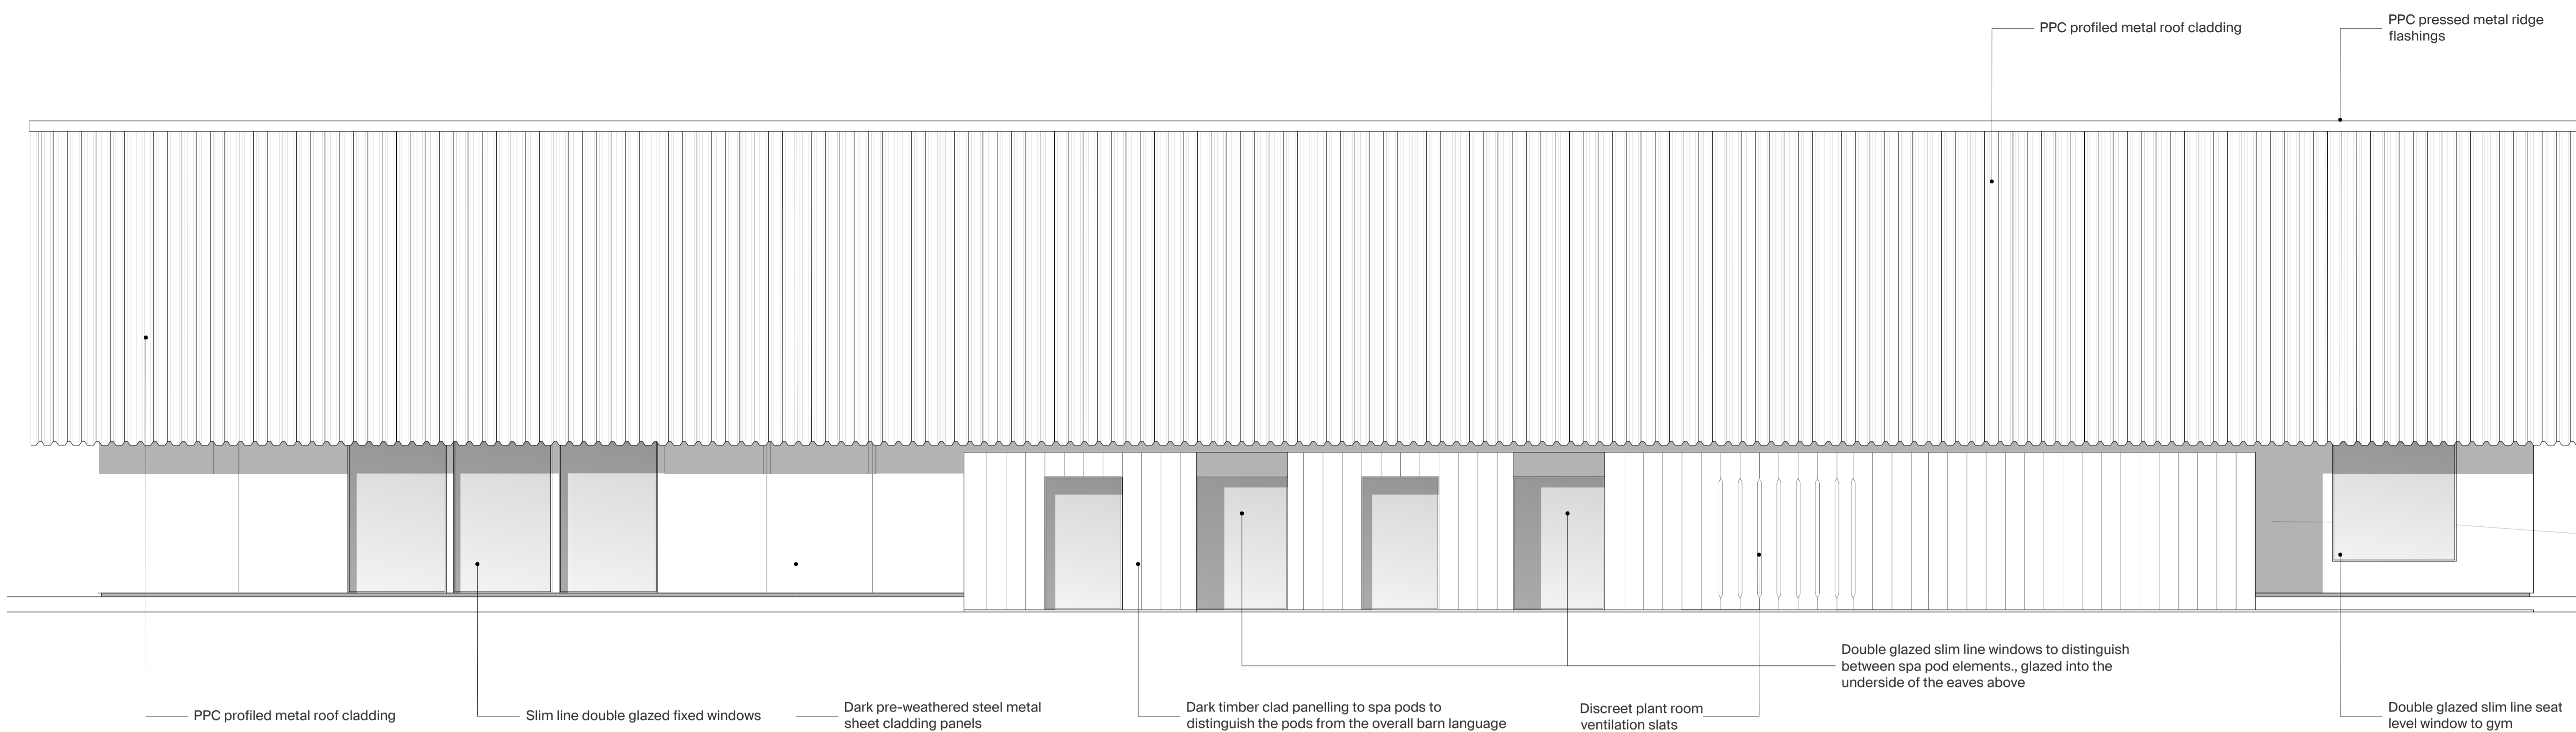 PPC profiled metal roof cladding
PPC pressed metal ridge
flashings
Double glazed slim line windows to distinguish
between spa pod elements., glazed into the
underside of the eaves above
PPC profiled metal roof cladding
Slim line double glazed fixed windows
Dark pre-weathered steel metal
sheet cladding panels
Dark timber clad panelling to spa pods to
distinguish the pods from the overall barn language
Discreet plant room
ventilation slats
Double glazed slim line seat
level window to gym